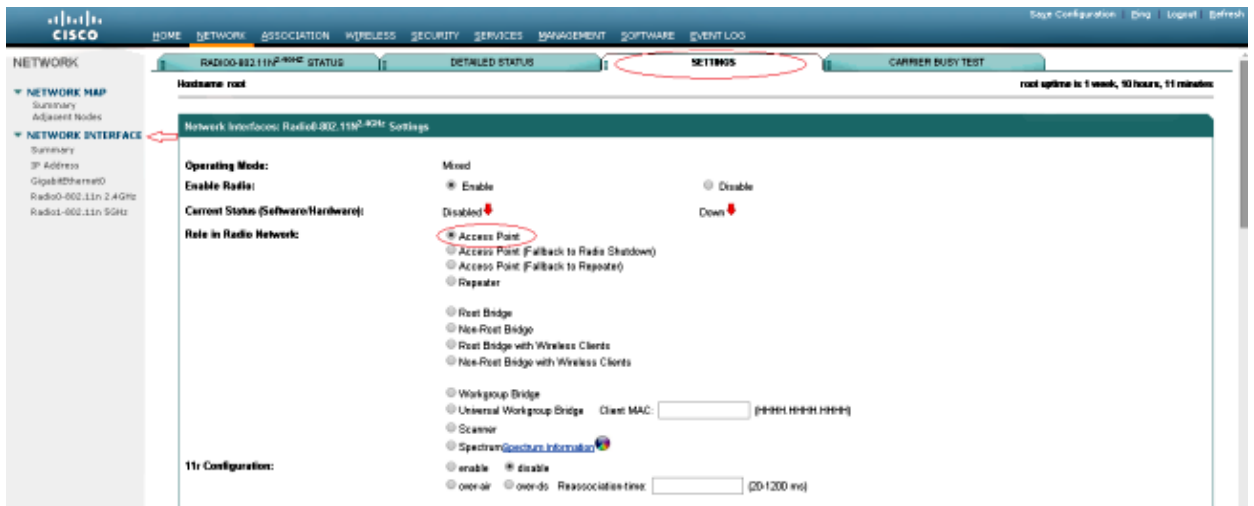 Save Configuration | Ping | Logout | Refresh
CISCO
HOME NETWORK ASSOCIATION WIRELESS SECURITY SERVICES MANAGEMENT SOFTWARE EVENT LOG
NETWORK
NETWORK MAP
Summary
Adjacent Nodes
NETWORK INTERFACE
Summary
IP Address
GigabitEthernet0
Radio0-802.11n 2.4GHz
Radio1-802.11n 5GHz
RADIO0-802.11N2.4GHZ STATUS
DETAILED STATUS
SETTINGS
CARRIER BUSY TEST
Hostname root
root uptime is 1 week, 10 hours, 11 minutes
Network Interfaces: Radio0-802.11N2.4GHz Settings
Operating Mode: Mixed
Enable Radio: Enable Disable
Current Status (Software/Hardware): Disabled Down
Role in Radio Network: Access Point
Access Point (Fallback to Radio Shutdown)
Access Point (Fallback to Repeater)
Repeater
Root Bridge
Non-Root Bridge
Root Bridge with Wireless Clients
Non-Root Bridge with Wireless Clients
Workgroup Bridge
Universal Workgroup Bridge Client MAC: (HHHH.HHHH.HHHH)
Scanner
Spectrum Spectrum Information
11r Configuration: enable disable
over-air over-ds Reassociation-time: (20-1200 ms)